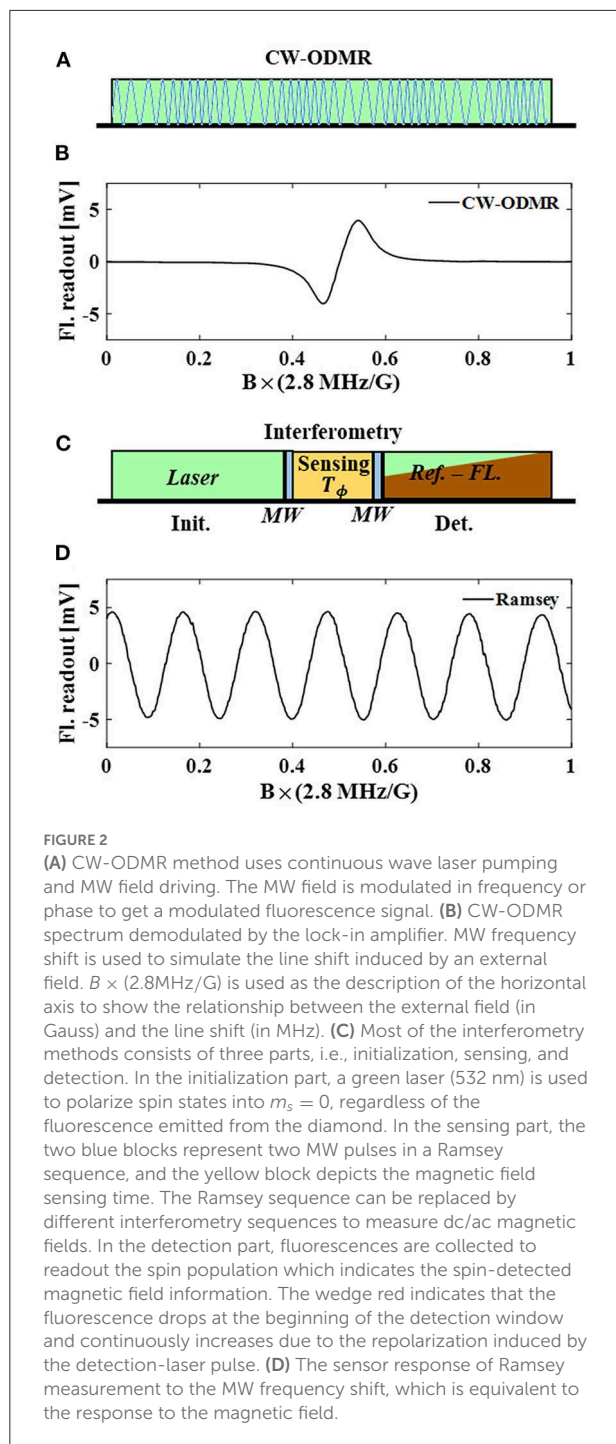 A
CW-ODMR
B
CW-ODMR
Fl. readout [mV]
5
0
-5
0 0.2 0.4 0.6 0.8 1
B × (2.8 MHz/G)
C
Interferometry
Laser
Sensing
T_ϕ
Ref. – FL.
MW MW
Init. Det.
D
Ramsey
Fl. readout [mV]
5
0
-5
0 0.2 0.4 0.6 0.8 1
B × (2.8 MHz/G)
FIGURE 2
(A) CW-ODMR method uses continuous wave laser pumping
and MW field driving. The MW field is modulated in frequency or
phase to get a modulated fluorescence signal. (B) CW-ODMR
spectrum demodulated by the lock-in amplifier. MW frequency
shift is used to simulate the line shift induced by an external
field. B × (2.8MHz/G) is used as the description of the horizontal
axis to show the relationship between the external field (in
Gauss) and the line shift (in MHz). (C) Most of the interferometry
methods consists of three parts, i.e., initialization, sensing, and
detection. In the initialization part, a green laser (532 nm) is used
to polarize spin states into m_s = 0, regardless of the
fluorescence emitted from the diamond. In the sensing part, the
two blue blocks represent two MW pulses in a Ramsey
sequence, and the yellow block depicts the magnetic field
sensing time. The Ramsey sequence can be replaced by
different interferometry sequences to measure dc/ac magnetic
fields. In the detection part, fluorescences are collected to
readout the spin population which indicates the spin-detected
magnetic field information. The wedge red indicates that the
fluorescence drops at the beginning of the detection window
and continuously increases due to the repolarization induced by
the detection-laser pulse. (D) The sensor response of Ramsey
measurement to the MW frequency shift, which is equivalent to
the response to the magnetic field.